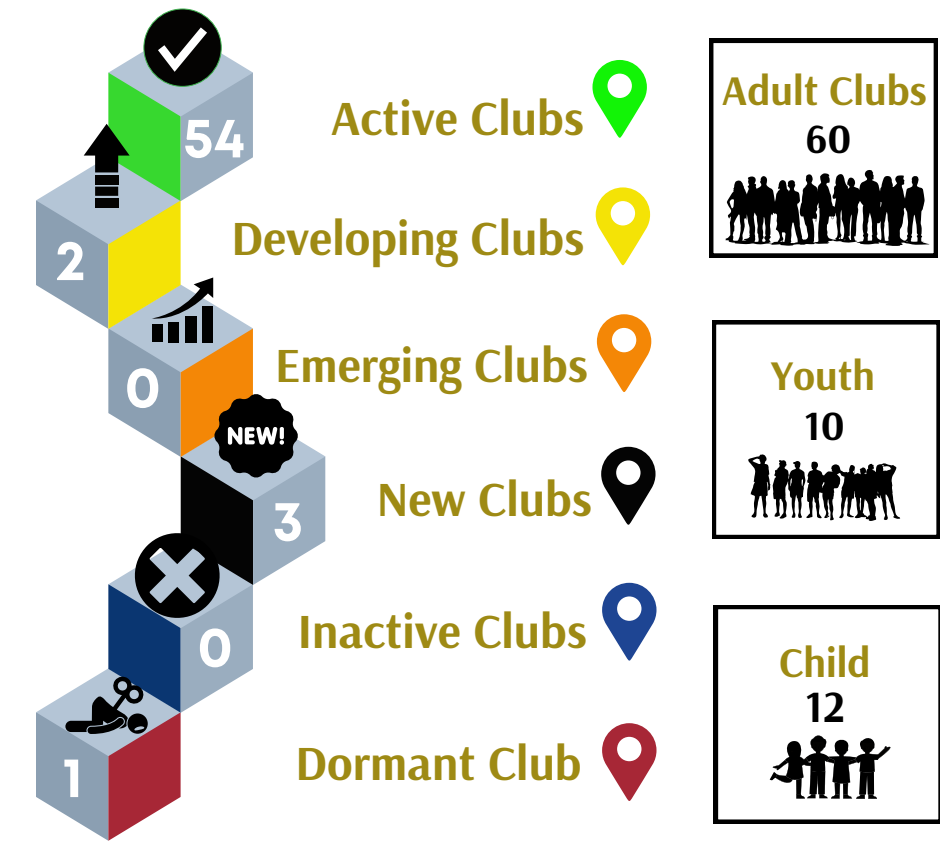 54
Active Clubs
2
Developing Clubs
0
Emerging Clubs
NEW!
3
New Clubs
0
Inactive Clubs
1
Dormant Club
Adult Clubs
60
Youth
10
Child
12